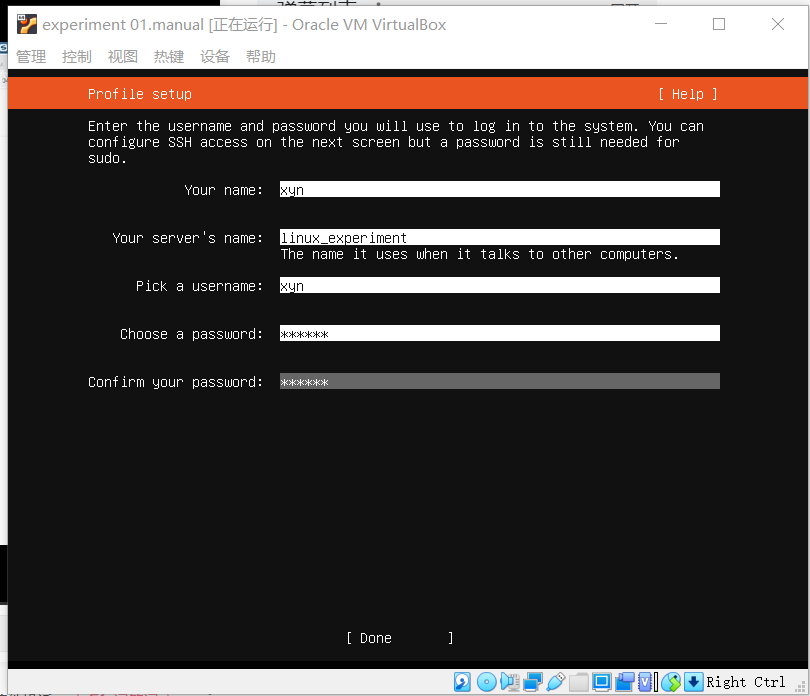 experiment 01.manual [正在运行] - Oracle VM VirtualBox
管理 控制 视图 热键 设备 帮助
Profile setup [ Help ]
Enter the username and password you will use to log in to the system. You can
configure SSH access on the next screen but a password is still needed for
sudo.
Your name: xyn
Your server's name: linux_experiment
The name it uses when it talks to other computers.
Pick a username: xyn
Choose a password: ******
Confirm your password: ******
[ Done ]
Right Ctrl